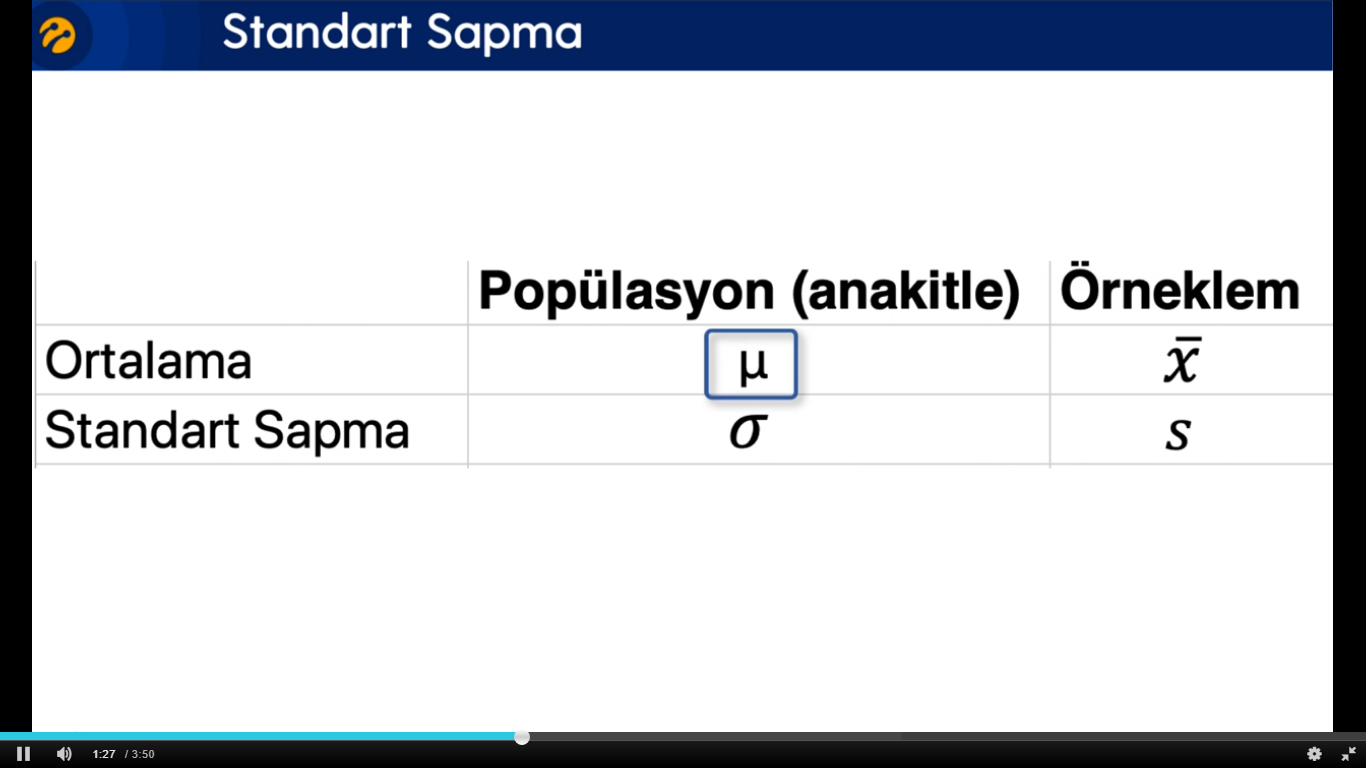 Standart Sapma
Popülasyon (anakitle) Örneklem
Ortalama μ x̄
Standart Sapma σ s
1:27 / 3:50